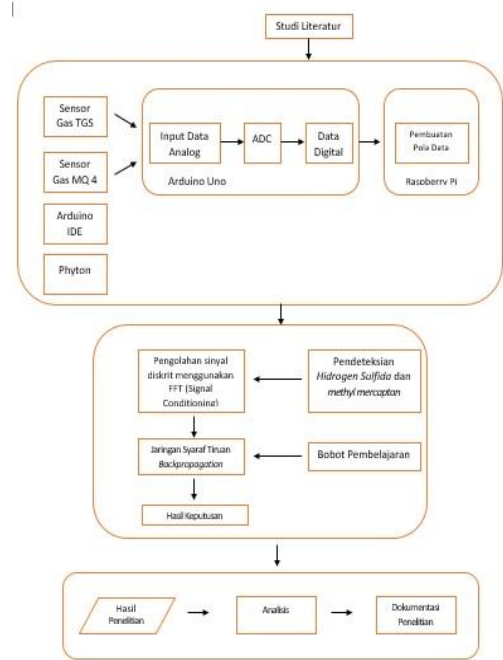 Studi Literatur
Sensor
Gas TGS
Sensor
Gas MQ 4
Arduino
IDE
Phyton
Input Data
Analog
ADC
Data
Digital
Arduino Uno
Pembuatan
Pola Data
Raspberry Pi
Pengolahan sinyal
diskrit menggunakan
FFT (Signal
Conditioning)
Pendeteksian
Hidrogen Sulfida dan
methyl mercaptan
Jaringan Syaraf Tiruan
Backpropagation
Bobot Pembelajaran
Hasil Keputusan
Hasil
Penelitian
Analisis
Dokumentasi
Penelitian